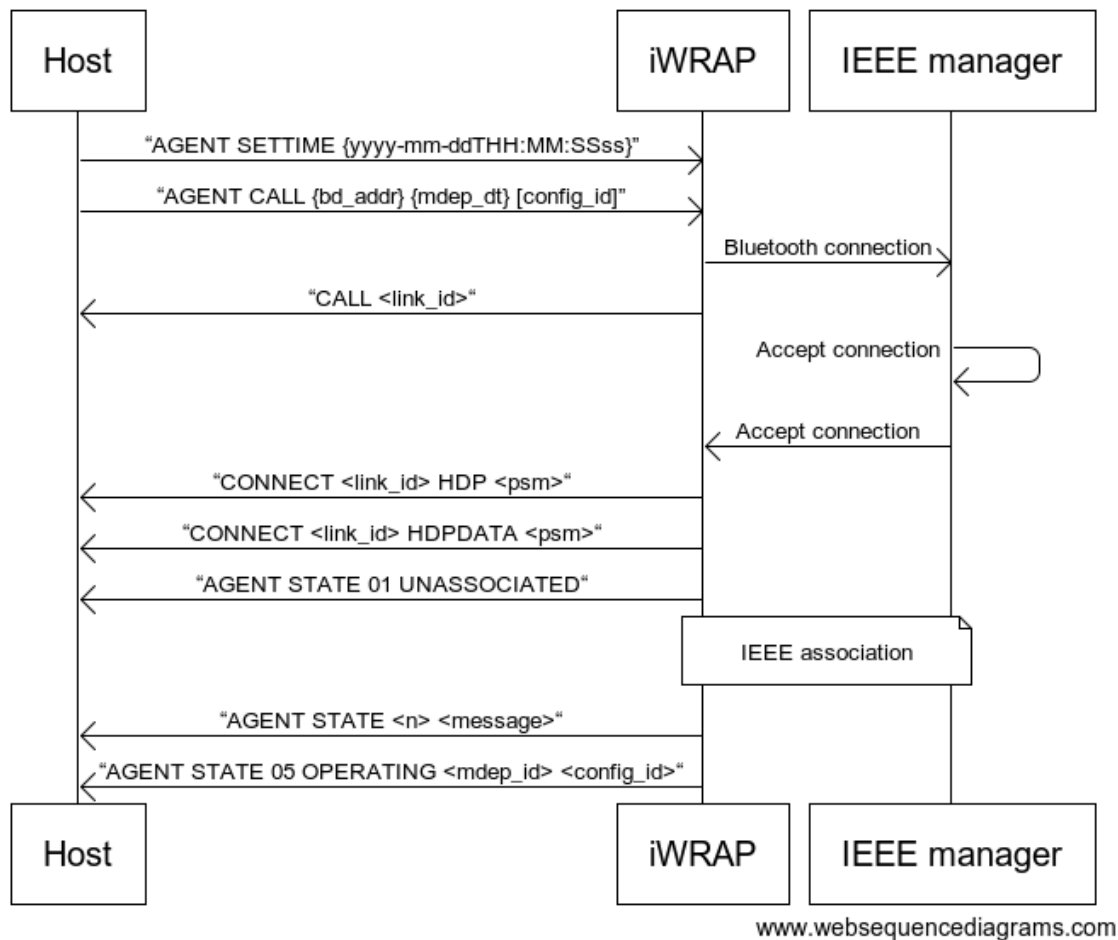 Host
iWRAP
IEEE manager
“AGENT SETTIME {yyyy-mm-ddTHH:MM:SSss}”
“AGENT CALL {bd_addr} {mdep_dt} [config_id]”
Bluetooth connection
“CALL <link_id>“
Accept connection
Accept connection
“CONNECT <link_id> HDP <psm>“
“CONNECT <link_id> HDPDATA <psm>“
“AGENT STATE 01 UNASSOCIATED“
IEEE association
“AGENT STATE <n> <message>“
“AGENT STATE 05 OPERATING <mdep_id> <config_id>“
Host
iWRAP
IEEE manager
www.websequencediagrams.com